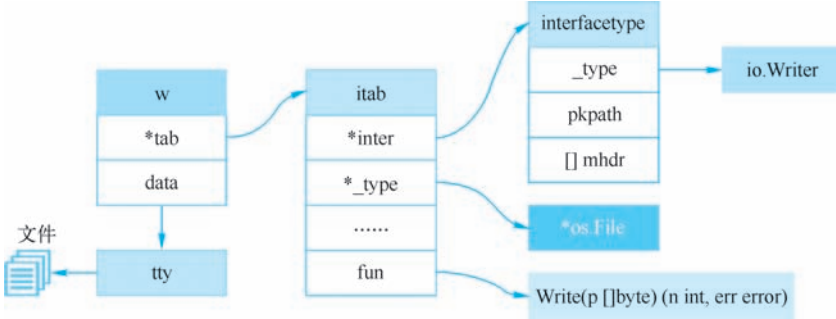 w
*tab
data
文件
tty
itab
*inter
*_type
……
fun
interfacetype
_type
pkpath
[] mhdr
io.Writer
*os.File
Write(p []byte) (n int, err error)